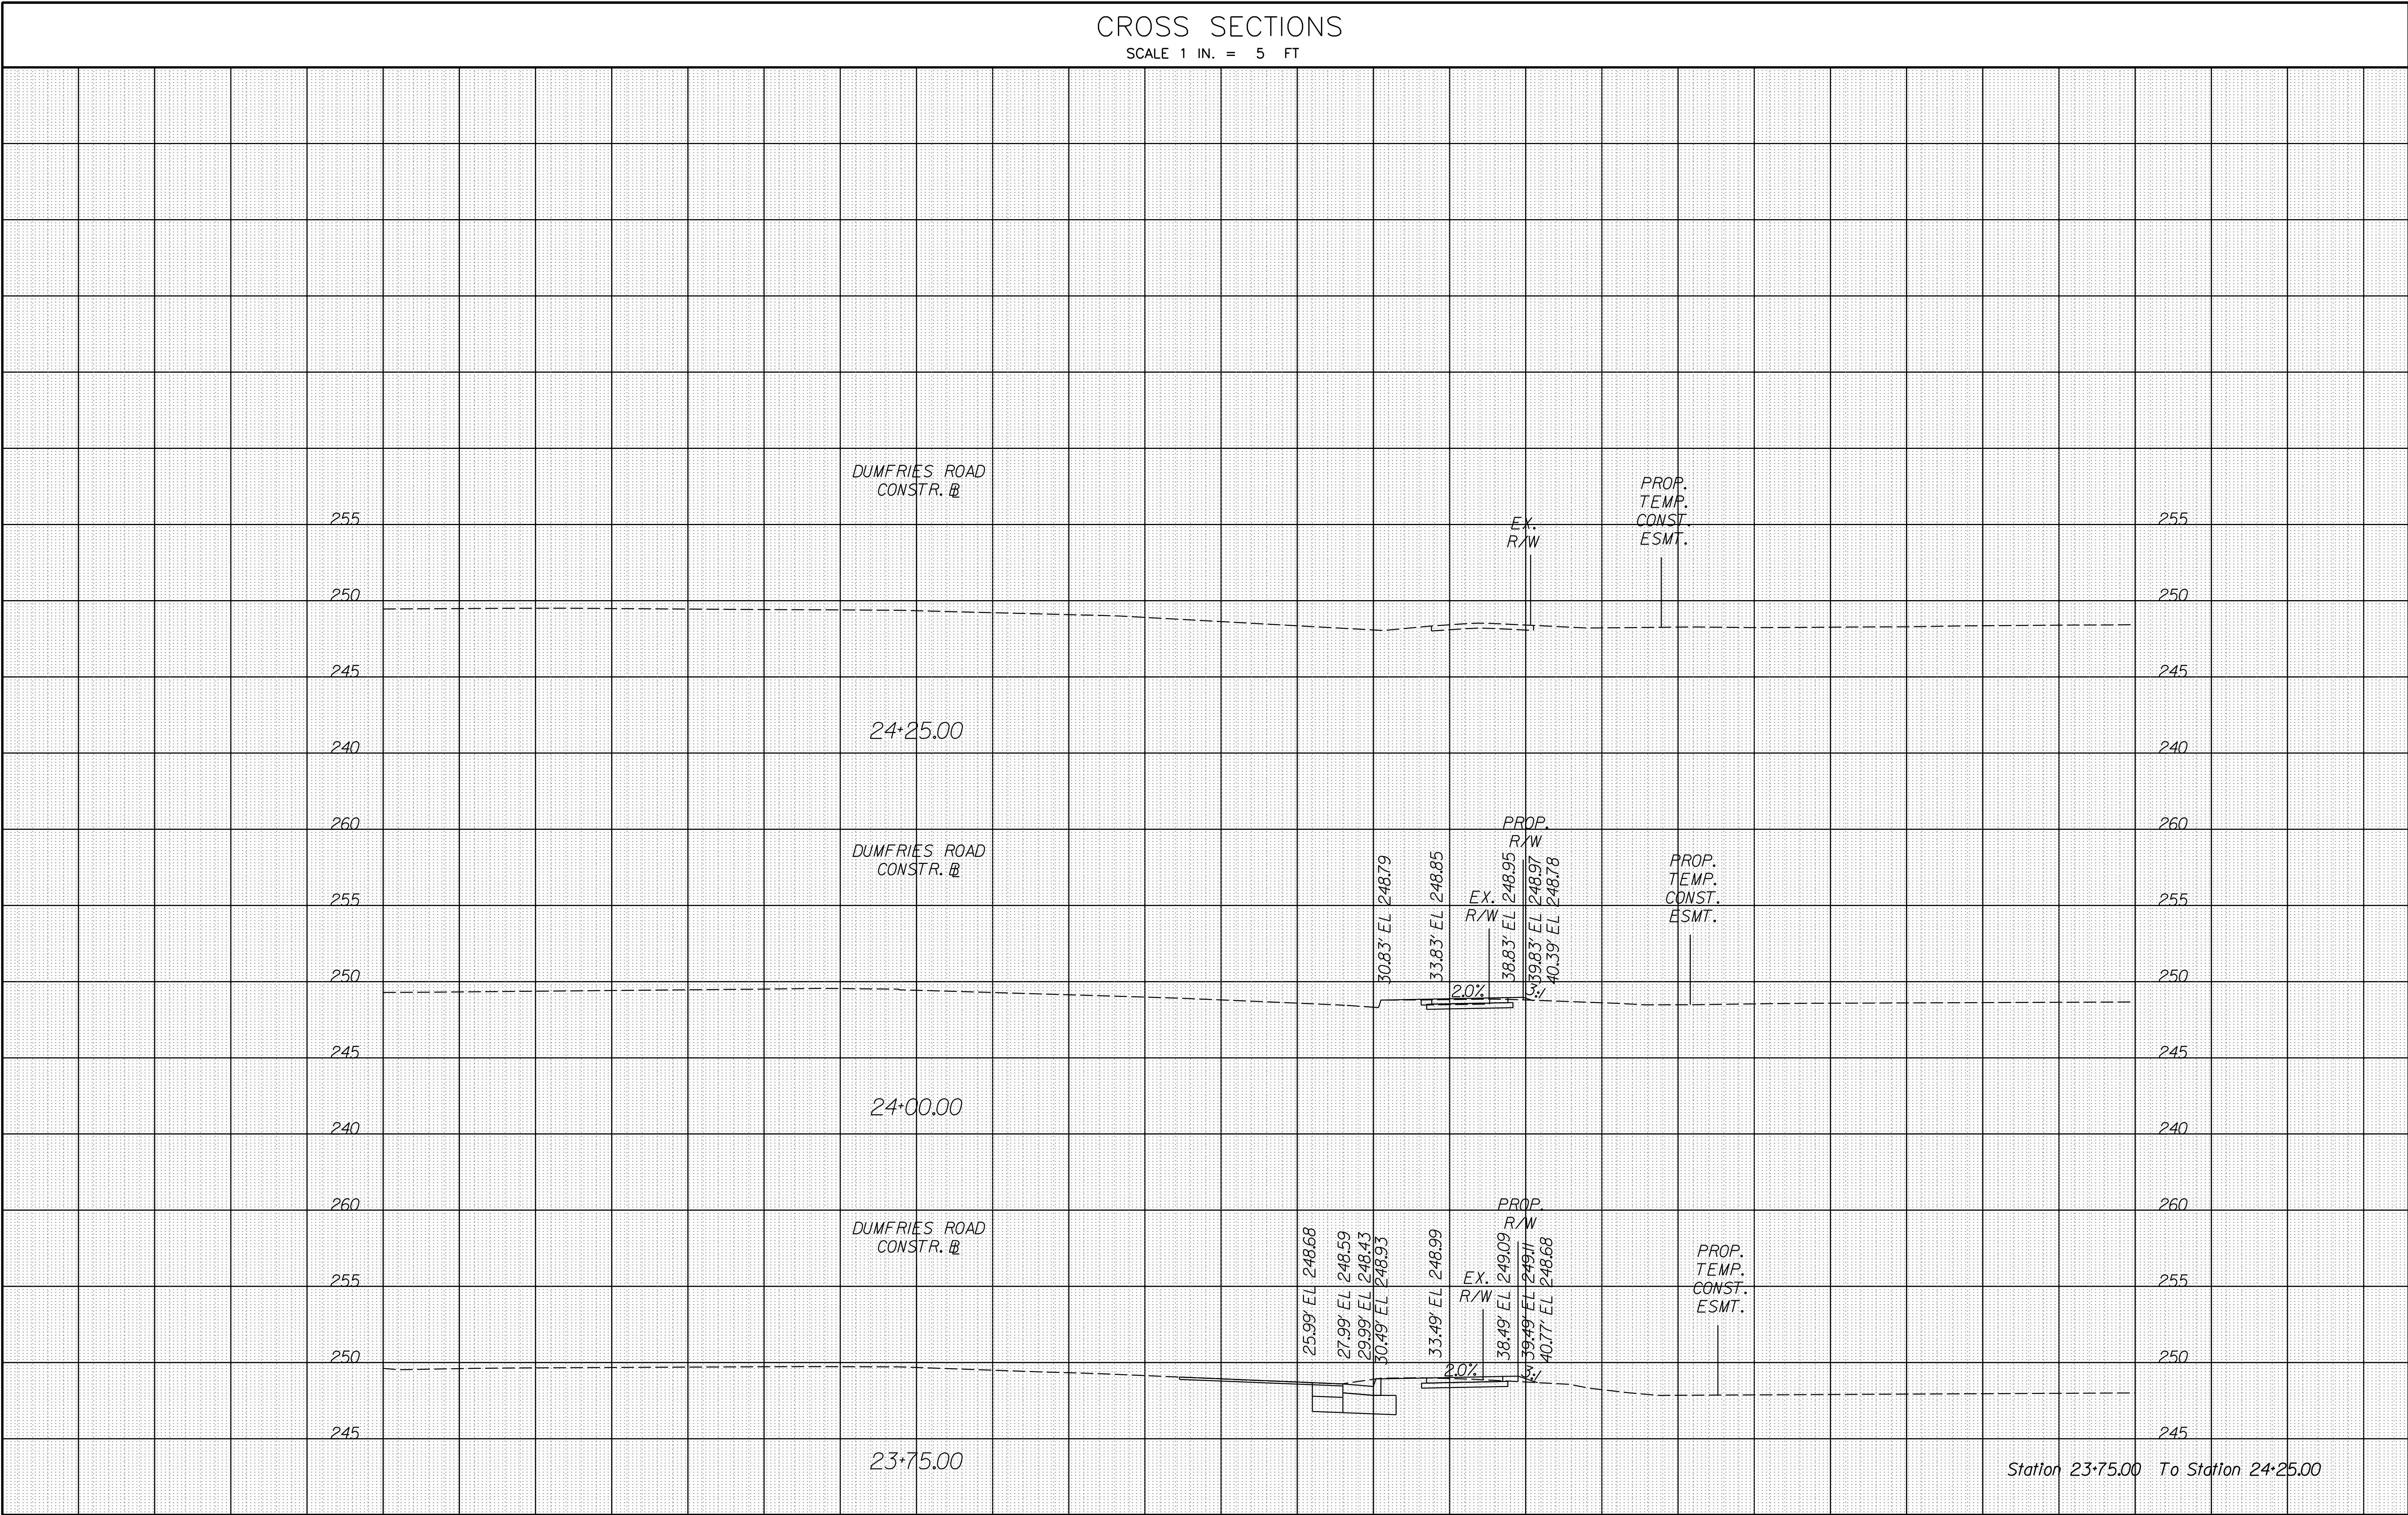 CROSS SECTIONS
SCALE 1 IN. = 5 FT
DUMFRIES ROAD
CONSTR. BL
EX.
R/W
PROP.
TEMP.
CONST.
ESMT.
255 255
250 250
245 245
24+25.00
240 240
260 260
DUMFRIES ROAD
CONSTR. BL
30.83' EL 248.79
33.83' EL 248.85
EX.
R/W
38.83' EL 248.95
PROP.
R/W
39.83' EL 248.97
40.39' EL 248.78
PROP.
TEMP.
CONST.
ESMT.
255 255
250 250
2.0%
3:1
245 245
24+00.00
240 240
260 260
DUMFRIES ROAD
CONSTR. BL
25.99' EL 248.68
27.99' EL 248.59
29.99' EL 248.43
30.49' EL 248.93
33.49' EL 248.99
EX.
R/W
38.49' EL 249.09
PROP.
R/W
39.49' EL 249.11
40.77' EL 248.68
PROP.
TEMP.
CONST.
ESMT.
255 255
250 250
2.0%
3:1
245 245
23+75.00
Station 23+75.00 To Station 24+25.00